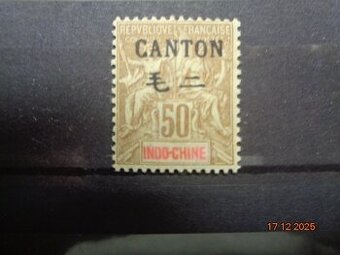 REPUBLIQUE FRANÇAISE
CANTON
毛二
50
INDO-CHINE
17 12 2025